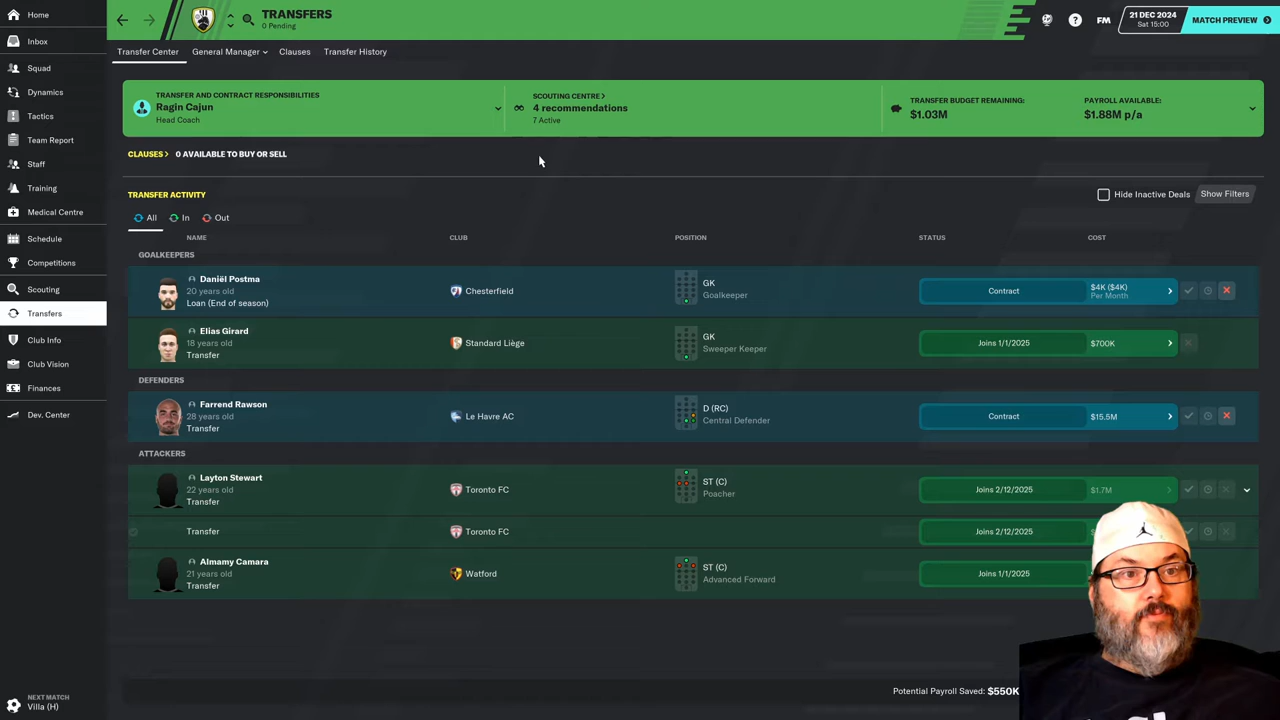 Home
Inbox
Squad
Dynamics
Tactics
Team Report
Staff
Training
Medical Centre
Schedule
Competitions
Scouting
Transfers
Club Info
Club Vision
Finances
Dev. Center
NEXT MATCH
Villa (H)
TRANSFERS
0 Pending
FM
21 DEC 2024
Sat 15:00
MATCH PREVIEW
Transfer Center
General Manager
Clauses
Transfer History
TRANSFER AND CONTRACT RESPONSIBILITIES
Ragin Cajun
Head Coach
SCOUTING CENTRE >
4 recommendations
7 Active
TRANSFER BUDGET REMAINING:
$1.03M
PAYROLL AVAILABLE:
$1.88M p/a
CLAUSES > 0 AVAILABLE TO BUY OR SELL
TRANSFER ACTIVITY
Hide Inactive Deals
Show Filters
All In Out
NAME CLUB POSITION STATUS COST
GOALKEEPERS
Daniël Postma
20 years old
Loan (End of season)
Chesterfield
GK
Goalkeeper
Contract
$4K ($4K)
Per Month
Elias Girard
18 years old
Transfer
Standard Liège
GK
Sweeper Keeper
Joins 1/1/2025
$700K
DEFENDERS
Farrend Rawson
28 years old
Transfer
Le Havre AC
D (RC)
Central Defender
Contract
$15.5M
ATTACKERS
Layton Stewart
22 years old
Transfer
Toronto FC
ST (C)
Poacher
Joins 2/12/2025
$1.7M
Transfer
Toronto FC
Joins 2/12/2025
Almamy Camara
21 years old
Transfer
Watford
ST (C)
Advanced Forward
Joins 1/1/2025
Potential Payroll Saved: $550K